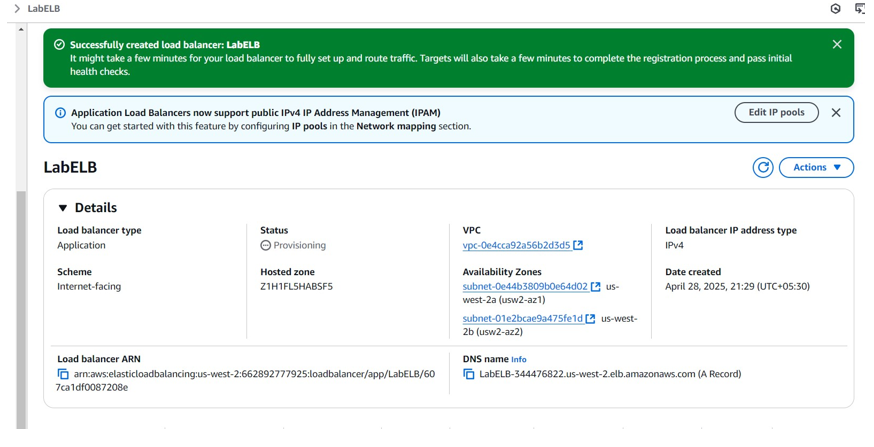 LabELB
Successfully created load balancer: LabELB
It might take a few minutes for your load balancer to fully set up and route traffic. Targets will also take a few minutes to complete the registration process and pass initial
health checks.
Application Load Balancers now support public IPv4 IP Address Management (IPAM)
You can get started with this feature by configuring IP pools in the Network mapping section.
Edit IP pools
LabELB
Actions
Details
Load balancer type
Application
Status
Provisioning
VPC
vpc-0e4cca92a56b2d3d5
Load balancer IP address type
IPv4
Scheme
Internet-facing
Hosted zone
Z1H1FL5HABSF5
Availability Zones
subnet-0e44b3809b0e64d02 us-
west-2a (usw2-az1)
subnet-01e2bcae9a475fe1d us-west-
2b (usw2-az2)
Date created
April 28, 2025, 21:29 (UTC+05:30)
Load balancer ARN
arn:aws:elasticloadbalancing:us-west-2:662892777925:loadbalancer/app/LabELB/60
7ca1df0087208e
DNS name Info
LabELB-344476822.us-west-2.elb.amazonaws.com (A Record)